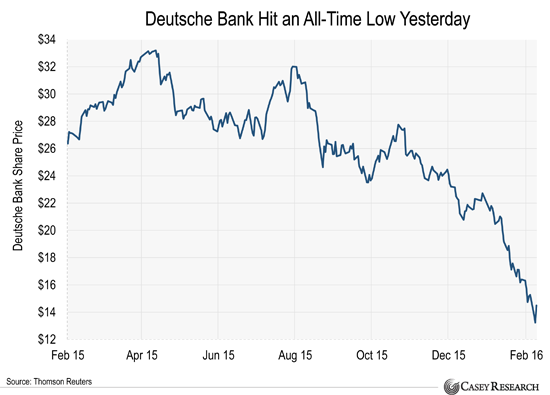 Deutsche Bank Hit an All-Time Low Yesterday
Deutsche Bank Share Price
$34
$32
$30
$28
$26
$24
$22
$20
$18
$16
$14
$12
Feb 15 Apr 15 Jun 15 Aug 15 Oct 15 Dec 15 Feb 16
Source: Thomson Reuters
CASEY RESEARCH